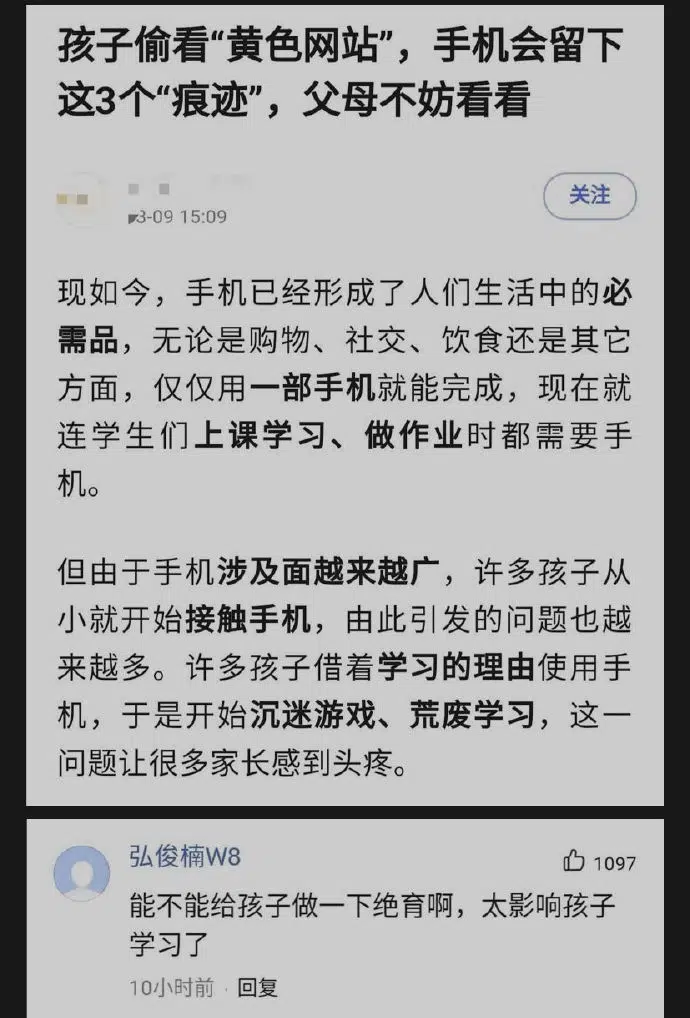 孩子偷看“黄色网站”，手机会留下
这3个“痕迹”，父母不妨看看
3-09 15:09
关注
现如今，手机已经形成了人们生活中的必
需品，无论是购物、社交、饮食还是其它
方面，仅仅用一部手机就能完成，现在就
连学生们上课学习、做作业时都需要手
机。
但由于手机涉及面越来越广，许多孩子从
小就开始接触手机，由此引发的问题也越
来越多。许多孩子借着学习的理由使用手
机，于是开始沉迷游戏、荒废学习，这一
问题让很多家长感到头疼。
弘俊楠W8
1097
能不能给孩子做一下绝育啊，太影响孩子
学习了
10小时前 · 回复